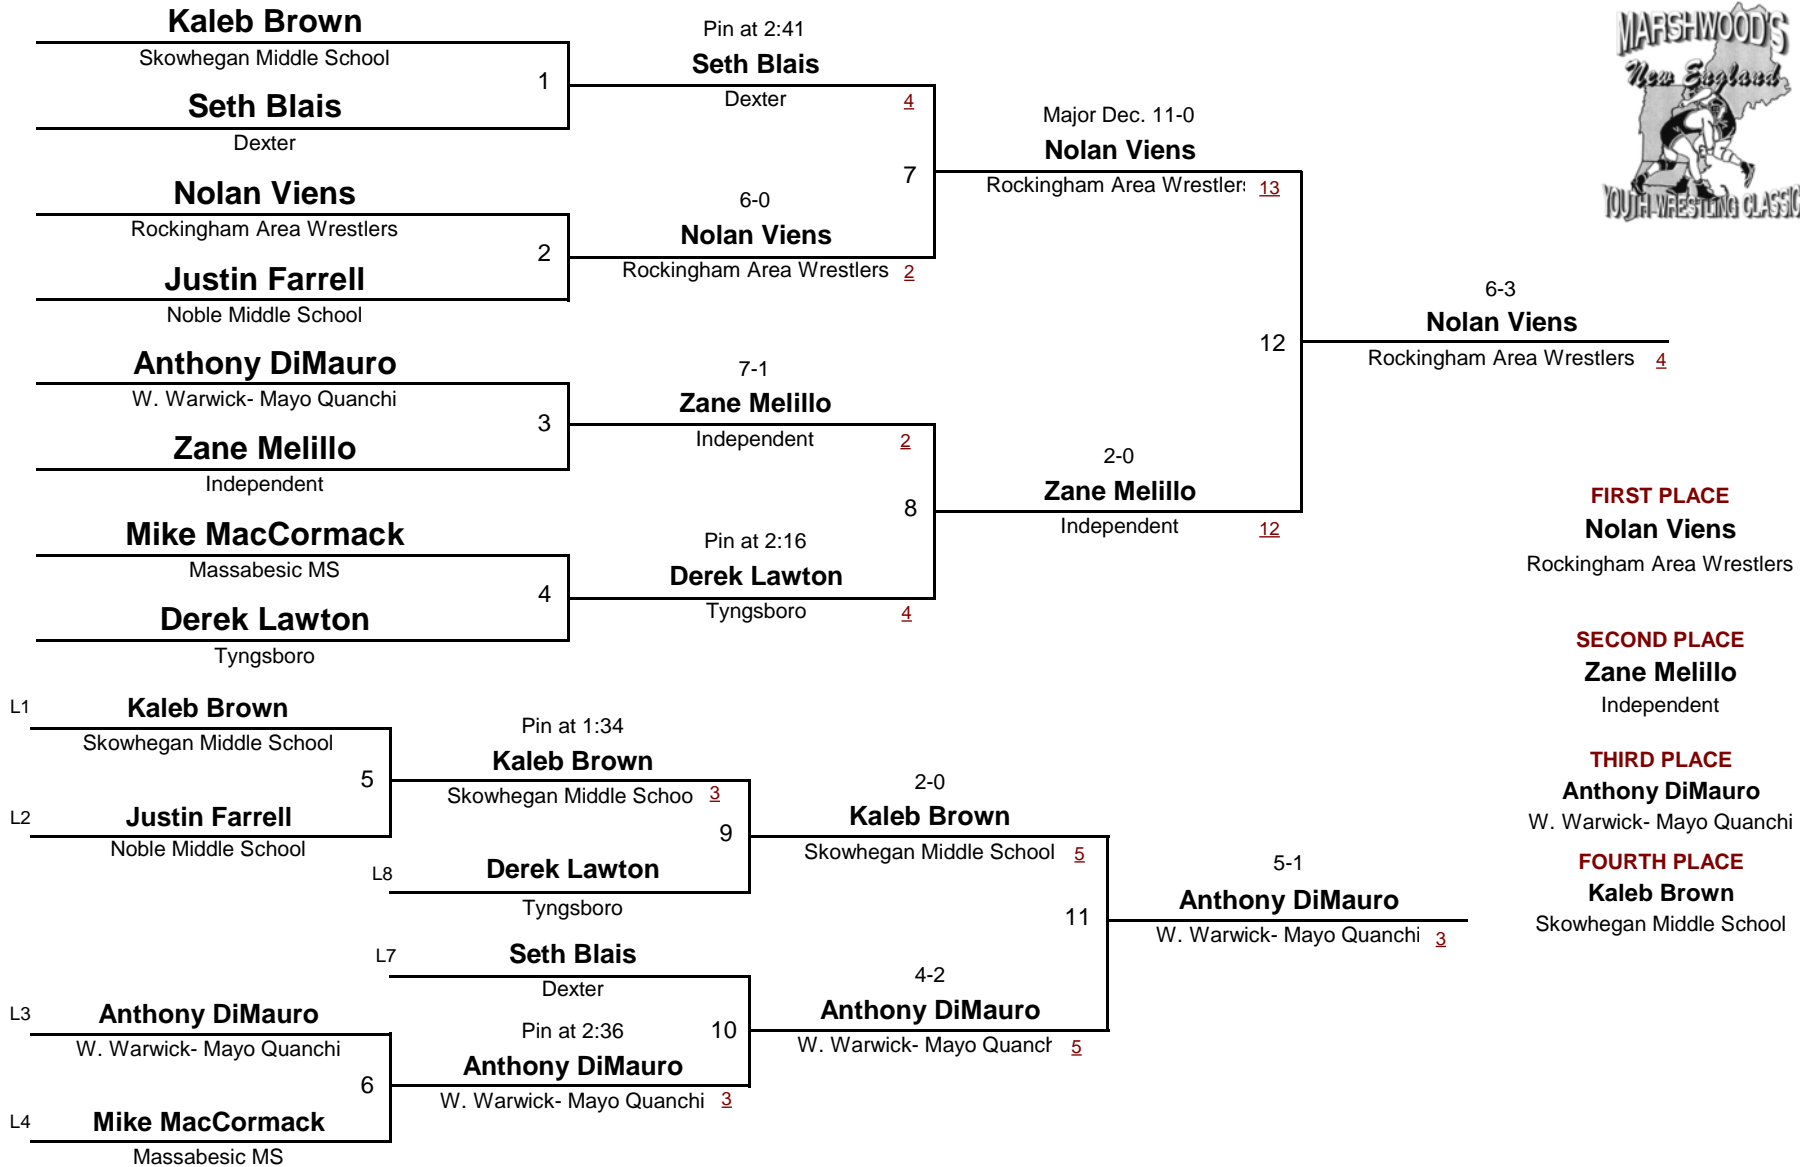 Kaleb Brown
Skowhegan Middle School
1
Seth Blais
Dexter
Nolan Viens
Rockingham Area Wrestlers
2
Justin Farrell
Noble Middle School
Anthony DiMauro
W. Warwick- Mayo Quanchi
3
Zane Melillo
Independent
Mike MacCormack
Massabesic MS
4
Derek Lawton
Tyngsboro
Pin at 2:41
Seth Blais
Dexter 4
7
6-0
Nolan Viens
Rockingham Area Wrestlers 2
7-1
Zane Melillo
Independent 2
8
Pin at 2:16
Derek Lawton
Tyngsboro 4
Major Dec. 11-0
Nolan Viens
Rockingham Area Wrestlers 13
12
2-0
Zane Melillo
Independent 12
6-3
Nolan Viens
Rockingham Area Wrestlers 4
MARSHWOOD'S
New England
YOUTH WRESTLING CLASSIC
FIRST PLACE
Nolan Viens
Rockingham Area Wrestlers
SECOND PLACE
Zane Melillo
Independent
THIRD PLACE
Anthony DiMauro
W. Warwick- Mayo Quanchi
FOURTH PLACE
Kaleb Brown
Skowhegan Middle School
L1 Kaleb Brown
Skowhegan Middle School
5
L2 Justin Farrell
Noble Middle School
Pin at 1:34
Kaleb Brown
Skowhegan Middle Schoo 3
9
L8 Derek Lawton
Tyngsboro
L7 Seth Blais
Dexter
10
L3 Anthony DiMauro
W. Warwick- Mayo Quanchi
6
L4 Mike MacCormack
Massabesic MS
Pin at 2:36
Anthony DiMauro
W. Warwick- Mayo Quanchi 3
2-0
Kaleb Brown
Skowhegan Middle School 5
11
4-2
Anthony DiMauro
W. Warwick- Mayo Quanch 5
5-1
Anthony DiMauro
W. Warwick- Mayo Quanchi 3